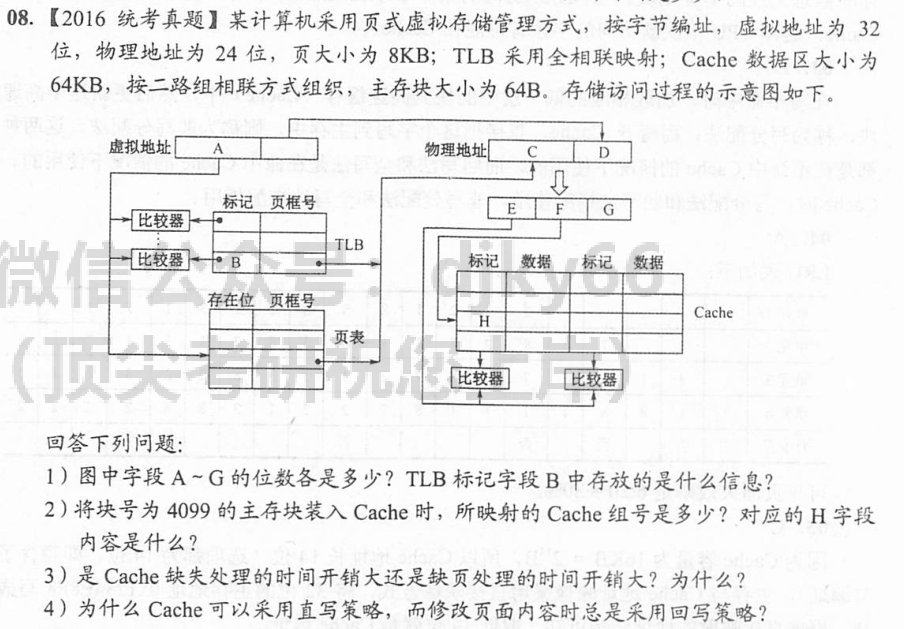 08.【2016 统考真题】某计算机采用页式虚拟存储管理方式，按字节编址，虚拟地址为 32
位，物理地址为 24 位，页大小为 8KB；TLB 采用全相联映射；Cache 数据区大小为
64KB，按二路组相联方式组织，主存块大小为 64B。存储访问过程的示意图如下。
虚拟地址 A 物理地址 C D
标记 页框号 E F G
比较器
TLB
比较器 B 标记 数据 标记 数据
微信公众号：djky66
存在位 页框号 Cache
H
页表
(顶尖考研祝您上岸)
比较器 比较器
回答下列问题：
1）图中字段 A～G 的位数各是多少？TLB 标记字段 B 中存放的是什么信息？
2）将块号为 4099 的主存块装入 Cache 时，所映射的 Cache 组号是多少？对应的 H 字段
内容是什么？
3）是 Cache 缺失处理的时间开销大还是缺页处理的时间开销大？为什么？
4）为什么 Cache 可以采用直写策略，而修改页面内容时总是采用回写策略？